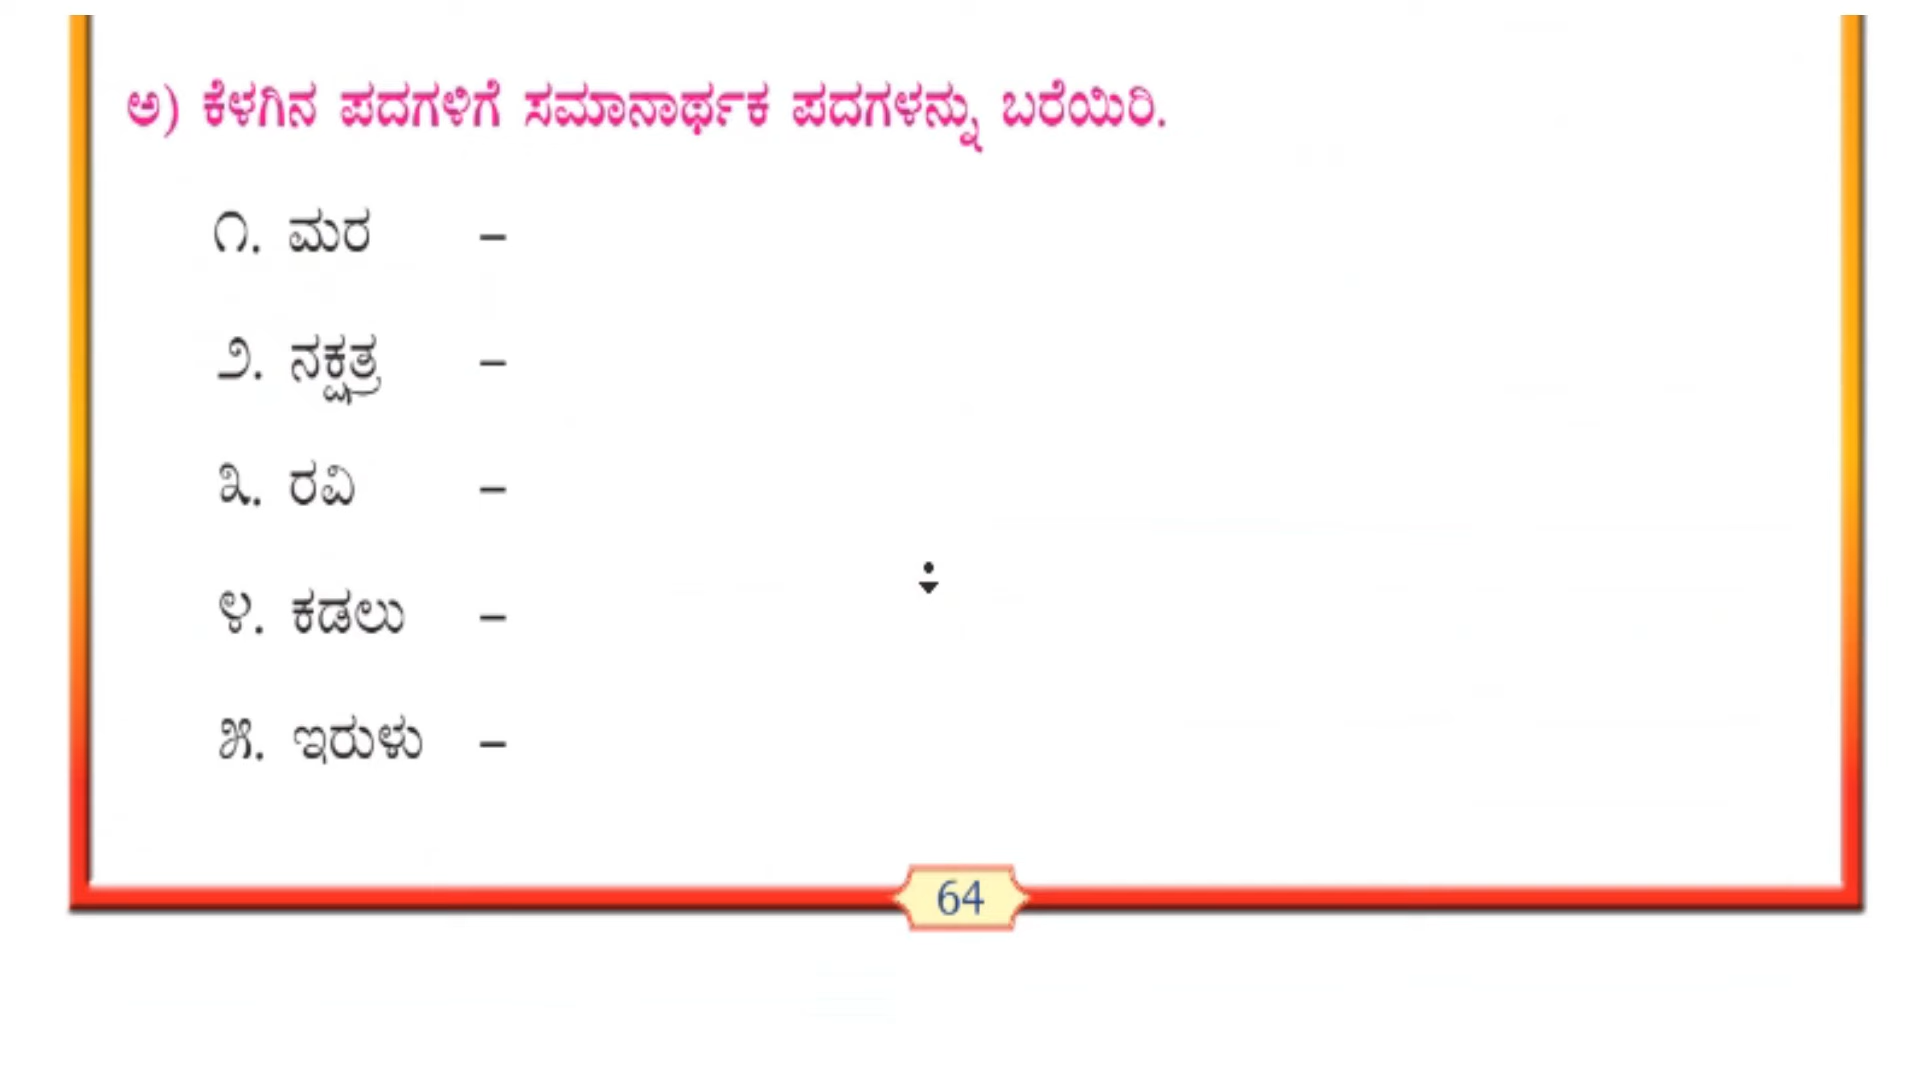 ಅ) ಕೆಳಗಿನ ಪದಗಳಿಗೆ ಸಮಾನಾರ್ಥಕ ಪದಗಳನ್ನು ಬರೆಯಿರಿ.
೧. ಮರ –
೨. ನಕ್ಷತ್ರ –
೩. ರವಿ –
೪. ಕಡಲು –
೫. ಇರುಳು –
64